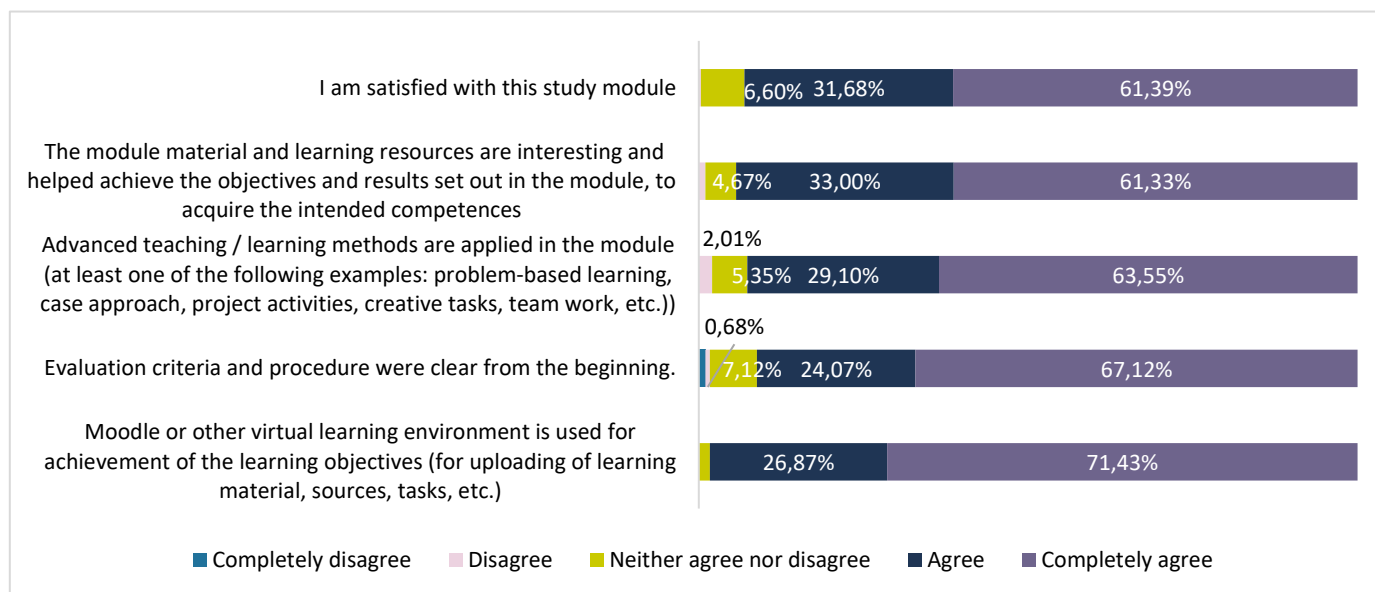 I am satisfied with this study module
6,60% 31,68% 61,39%
The module material and learning resources are interesting and
helped achieve the objectives and results set out in the module, to
acquire the intended competences
4,67% 33,00% 61,33%
Advanced teaching / learning methods are applied in the module
(at least one of the following examples: problem-based learning,
case approach, project activities, creative tasks, team work, etc.))
2,01%
5,35% 29,10% 63,55%
Evaluation criteria and procedure were clear from the beginning.
0,68%
7,12% 24,07% 67,12%
Moodle or other virtual learning environment is used for
achievement of the learning objectives (for uploading of learning
material, sources, tasks, etc.)
26,87% 71,43%
Completely disagree Disagree Neither agree nor disagree Agree Completely agree